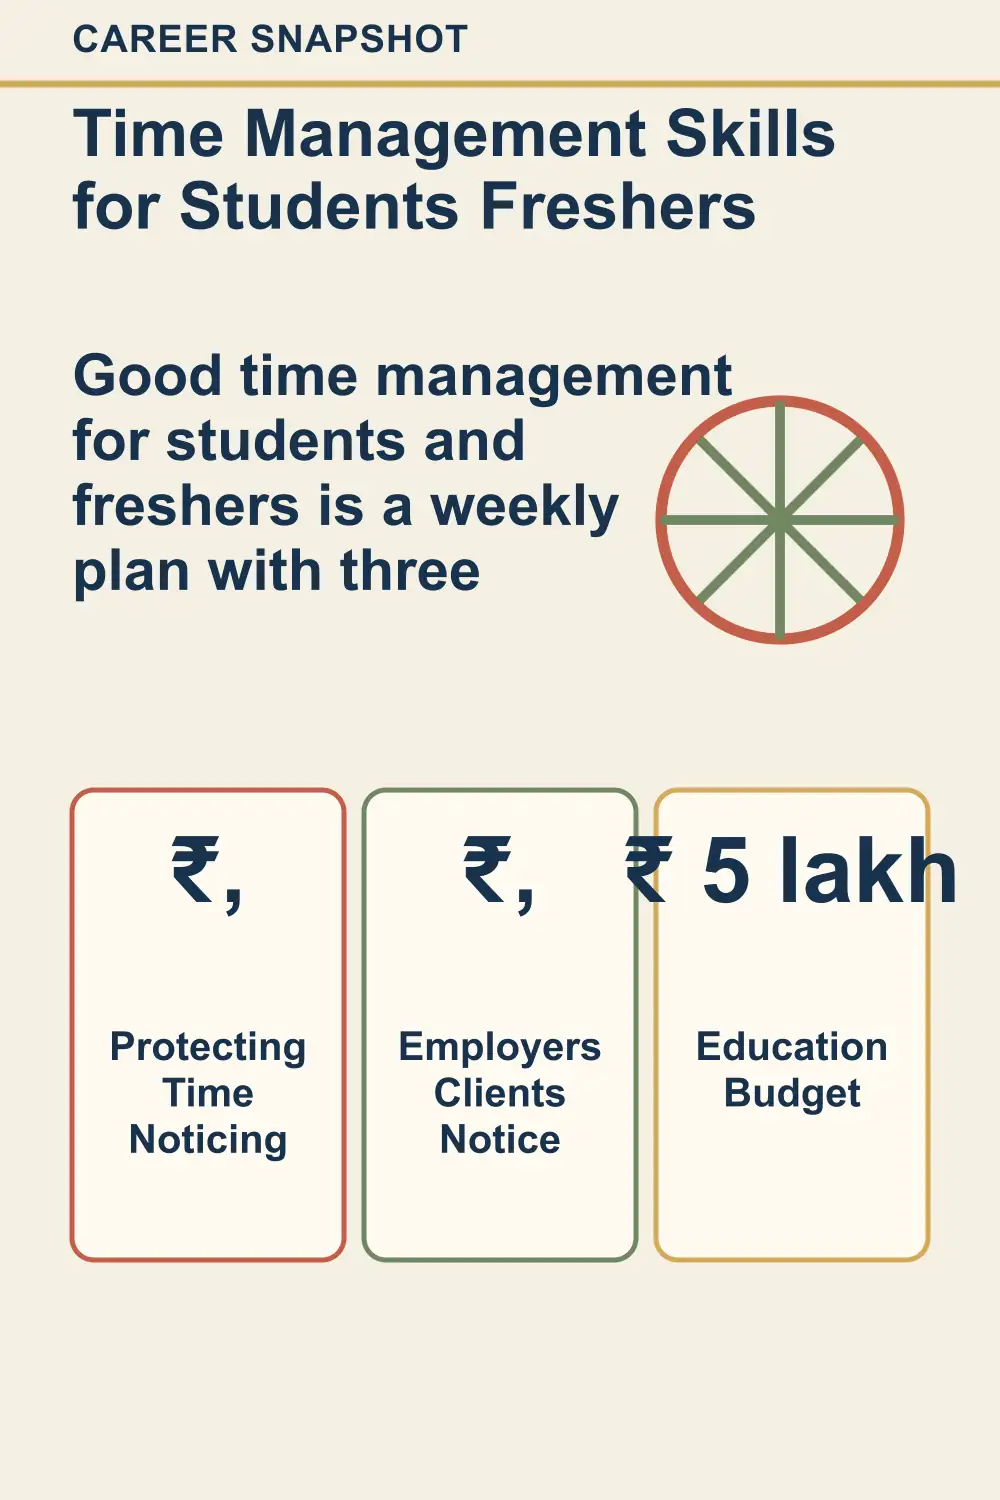 CAREER SNAPSHOT
Time Management Skills
for Students Freshers
Good time management
for students and
freshers is a weekly
plan with three
₹,
Protecting
Time
Noticing
₹,
Employers
Clients
Notice
₹ 5 lakh
Education
Budget